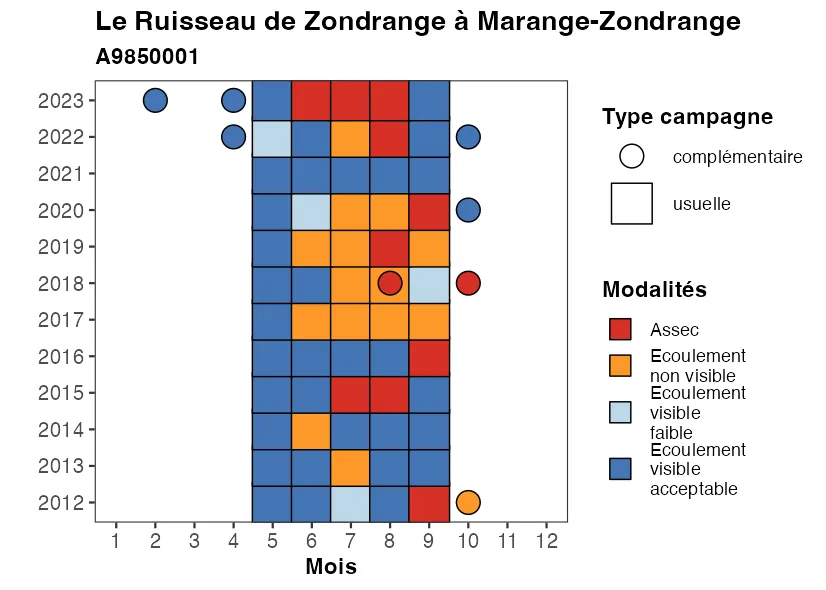 Le Ruisseau de Zondrange à Marange-Zondrange
A9850001
2023
2022
2021
2020
2019
2018
2017
2016
2015
2014
2013
2012
1 2 3 4 5 6 7 8 9 10 11 12
Mois
Type campagne
complémentaire
usuelle
Modalités
Assec
Ecoulement
non visible
Ecoulement
visible
faible
Ecoulement
visible
acceptable